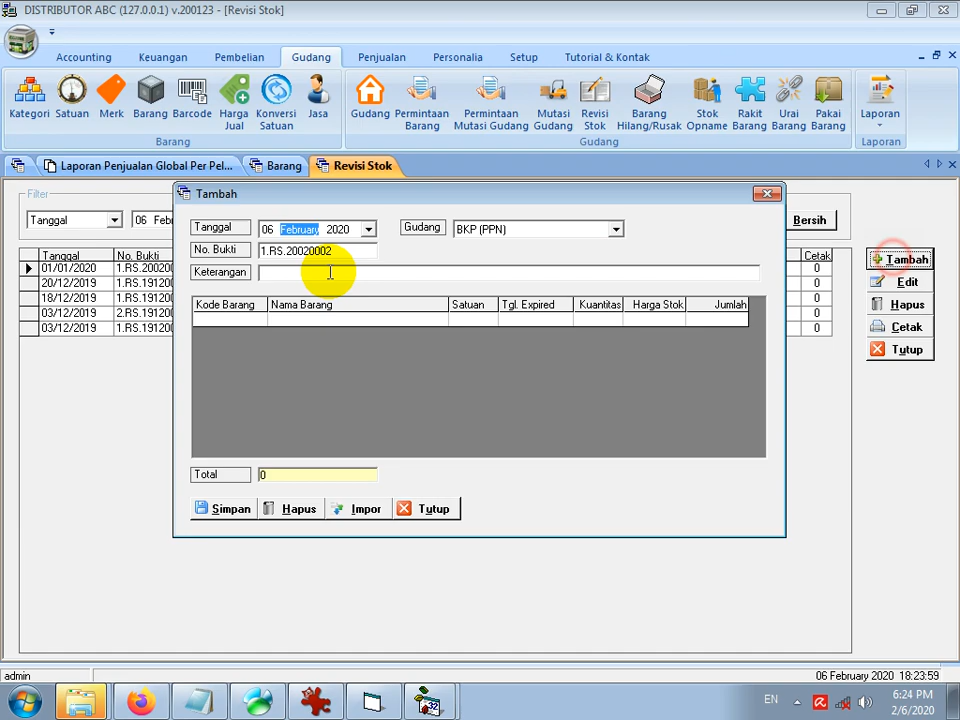 DISTRIBUTOR ABC (127.0.0.1) v.200123 - [Revisi Stok]
Accounting Keuangan Pembelian Gudang Penjualan Personalia Setup Tutorial & Kontak
Kategori Satuan Merk Barang Barcode Harga Jual Konversi Satuan Jasa
Gudang Permintaan Barang Permintaan Mutasi Gudang Mutasi Gudang Revisi Stok Barang Hilang/Rusak Stok Opname Rakit Barang Urai Barang Pakai Barang
Laporan
Barang Gudang Laporan
Laporan Penjualan Global Per Pel... Barang Revisi Stok
Filter
Tanggal 06 Bersih
Tanggal No. Bukti Cetak
01/01/2020 1.RS.20020 0
20/12/2019 1.RS.19120 0
18/12/2019 1.RS.19120 0
03/12/2019 2.RS.19120 0
03/12/2019 1.RS.19120 0
Tambah
Edit
Hapus
Cetak
Tutup
Tambah
Tanggal 06 February 2020 Gudang BKP (PPN)
No. Bukti 1.RS.20020002
Keterangan
Kode Barang Nama Barang Satuan Tgl. Expired Kuantitas Harga Stok Jumlah
Total 0
Simpan Hapus Impor Tutup
admin 06 February 2020 18:23:59
EN 6:24 PM
2/6/2020